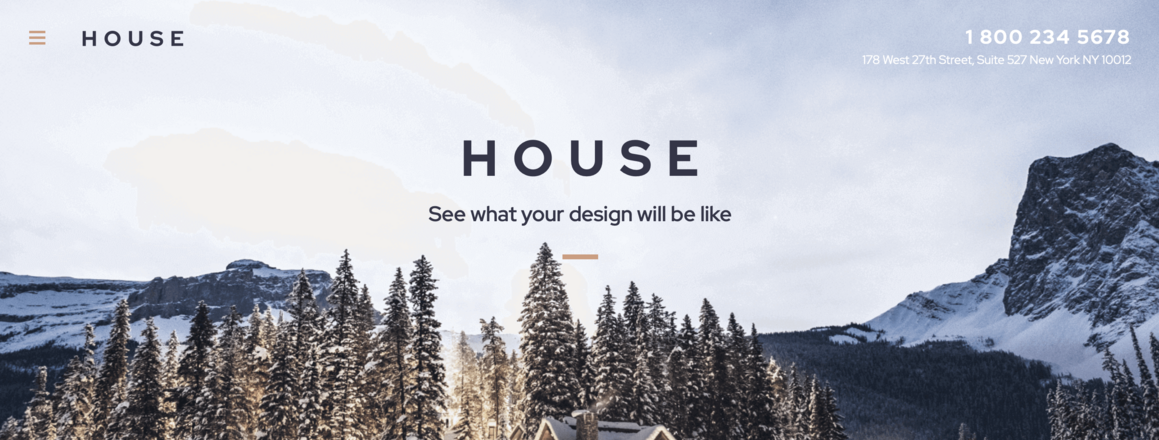 HOUSE
1 800 234 5678
178 West 27th Street, Suite 527 New York NY 10012
HOUSE
See what your design will be like